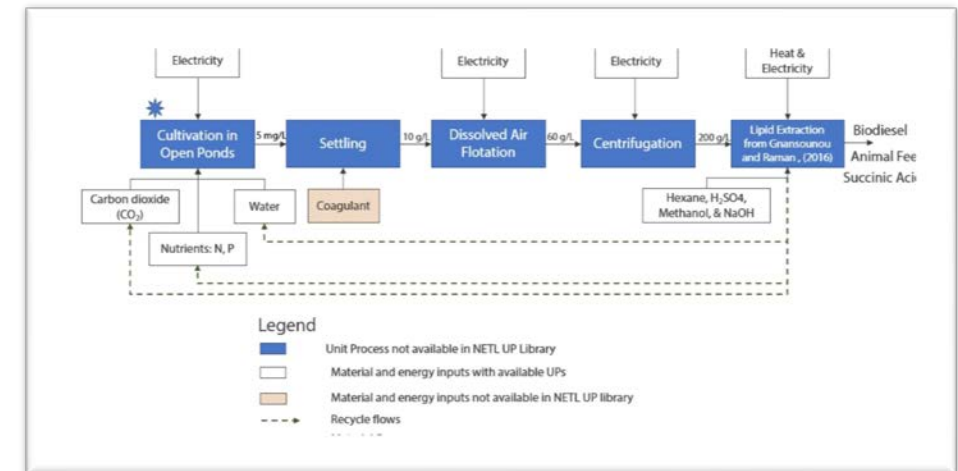 Electricity
Electricity
Electricity
Heat &
Electricity
Cultivation in
Open Ponds
5 mg/L
Settling
10 g/L
Dissolved Air
Flotation
60 g/L
Centrifugation
200 g/L
Lipid Extraction
from Gnansounou
and Raman, (2016)
Biodiesel
Animal Fee
Succinic Aci
Carbon dioxide
(CO₂)
Water
Coagulant
Hexane, H₂SO4,
Methanol, & NaOH
Nutrients: N, P
Legend
Unit Process not available in NETL UP Library
Material and energy inputs with available UPs
Material and energy inputs not available in NETL UP library
Recycle flows